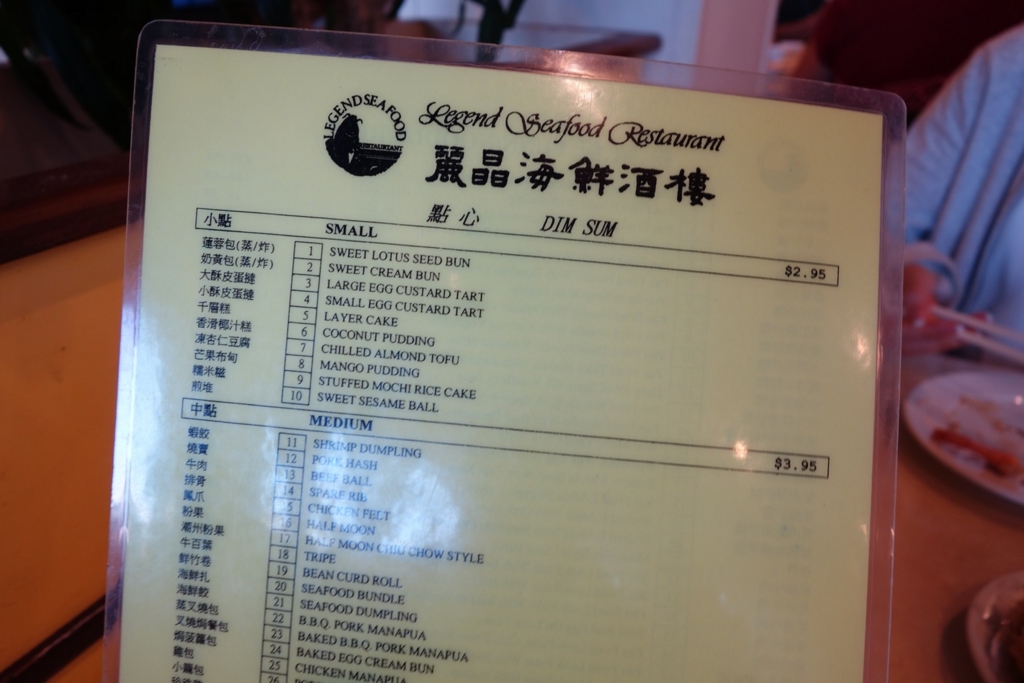 LEGEND SEAFOOD
RESTAURTANT
Legend Seafood Restaurant
麗晶海鮮酒樓
點心 DIM SUM
小點 SMALL $2.95
蓮蓉包(蒸/炸) 1 SWEET LOTUS SEED BUN
奶黃包(蒸/炸) 2 SWEET CREAM BUN
大酥皮蛋撻 3 LARGE EGG CUSTARD TART
小酥皮蛋撻 4 SMALL EGG CUSTARD TART
千層糕 5 LAYER CAKE
香滑椰汁糕 6 COCONUT PUDDING
凍杏仁豆腐 7 CHILLED ALMOND TOFU
芒果布甸 8 MANGO PUDDING
糯米糍 9 STUFFED MOCHI RICE CAKE
煎堆 10 SWEET SESAME BALL
中點 MEDIUM $3.95
蝦餃 11 SHRIMP DUMPLING
燒賣 12 PORK HASH
牛肉 13 BEEF BALL
排骨 14 SPARE RIB
鳳爪 15 CHICKEN FELT
粉果 16 HALF MOON
潮州粉果 17 HALF MOON CHIU CHOW STYLE
牛百葉 18 TRIPE
鮮竹卷 19 BEAN CURD ROLL
海鮮扎 20 SEAFOOD BUNDLE
海鮮餃 21 SEAFOOD DUMPLING
蒸叉燒包 22 B.B.Q. PORK MANAPUA
叉燒焗餐包 23 BAKED B.B.Q. PORK MANAPUA
焗菠蘿包 24 BAKED EGG CREAM BUN
雞包 25 CHICKEN MANAPUA
小籠包 26